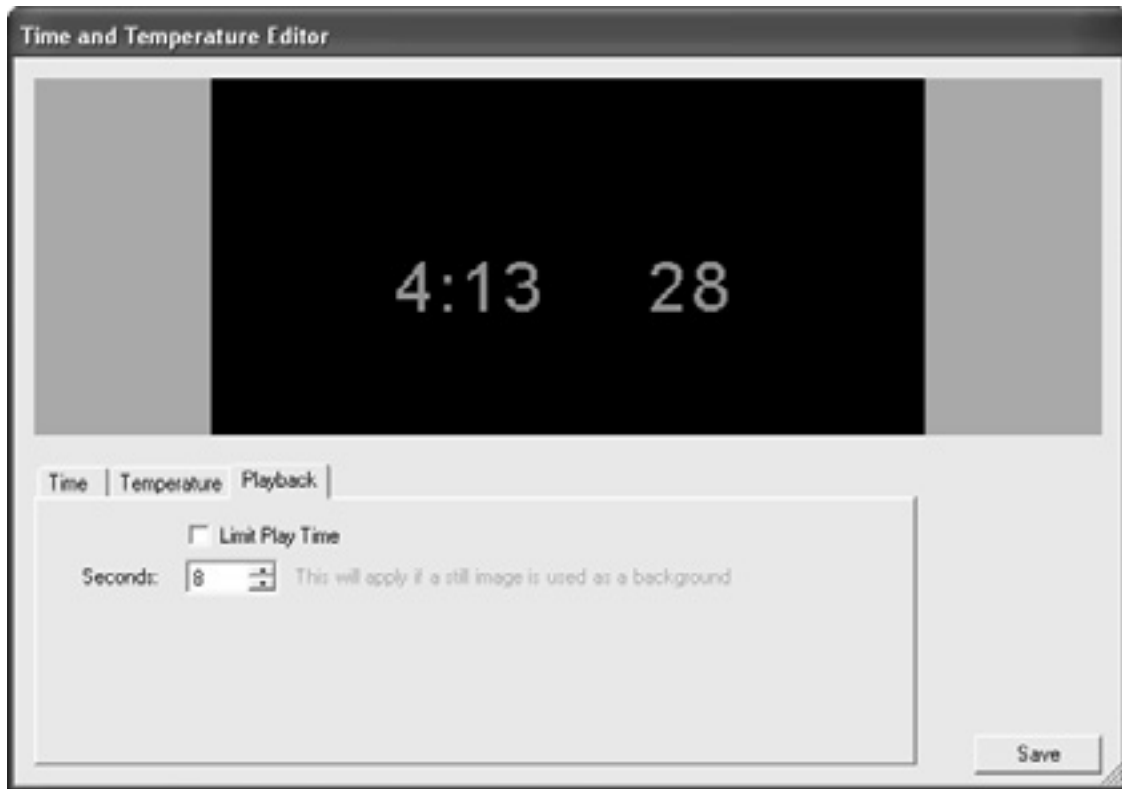 Time and Temperature Editor
4:13 28
Time Temperature Playback
Limit Play Time
Seconds: 8 This will apply if a still image is used as a background
Save